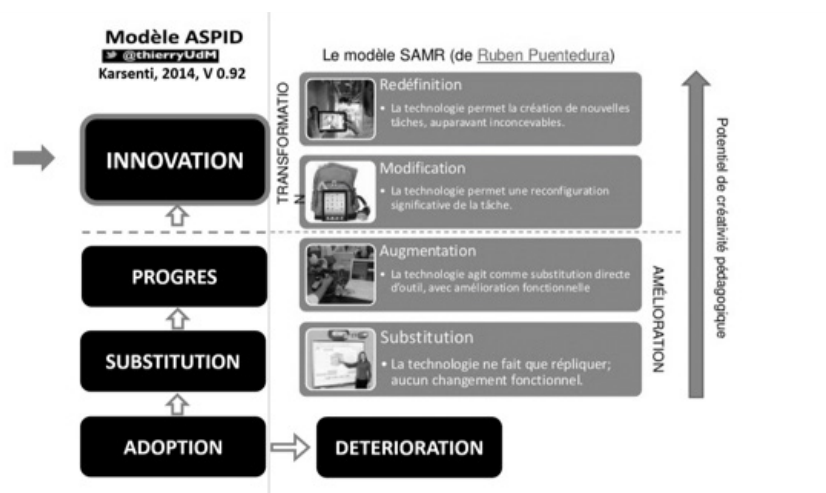 Modèle ASPID
@thierryUdM
Karsenti, 2014, V 0.92
INNOVATION
PROGRES
SUBSTITUTION
ADOPTION
DETERIORATION
Le modèle SAMR (de Ruben Puentedura)
TRANSFORMATIO
N
Redéfinition
• La technologie permet la création de nouvelles
tâches, auparavant inconcevables.
Modification
• La technologie permet une reconfiguration
significative de la tâche.
Augmentation
• La technologie agit comme substitution directe
d'outil, avec amélioration fonctionnelle
Substitution
• La technologie ne fait que répliquer;
aucun changement fonctionnel.
AMÉLIORATION
Potentiel de créativité pédagogique